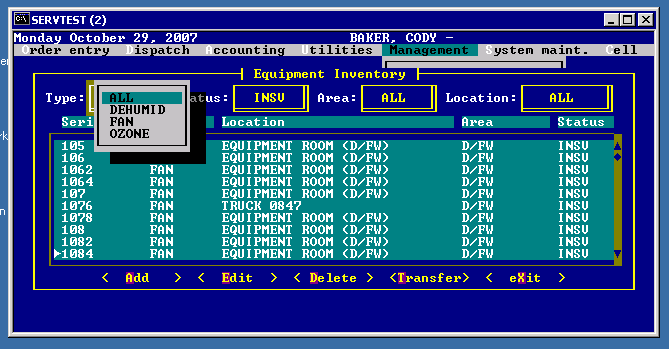 SERVTEST (2)
Monday October 29, 2007 BAKER, CODY -
Order entry Dispatch Accounting Utilities Management System maint. Cell
Equipment Inventory
Type: atus: INSV Area: ALL Location: ALL
ALL
DEHUMID
FAN
OZONE
Seri Location Area Status
105 EQUIPMENT ROOM (D/FW) D/FW INSV
106 EQUIPMENT ROOM (D/FW) D/FW INSV
1062 FAN EQUIPMENT ROOM (D/FW) D/FW INSV
1064 FAN EQUIPMENT ROOM (D/FW) D/FW INSV
107 FAN EQUIPMENT ROOM (D/FW) D/FW INSV
1076 FAN TRUCK 0847 D/FW INSV
1078 FAN EQUIPMENT ROOM (D/FW) D/FW INSV
108 FAN EQUIPMENT ROOM (D/FW) D/FW INSV
1082 FAN EQUIPMENT ROOM (D/FW) D/FW INSV
1084 FAN EQUIPMENT ROOM (D/FW) D/FW INSV
< Add > < Edit > < Delete > <Transfer> < eXit >